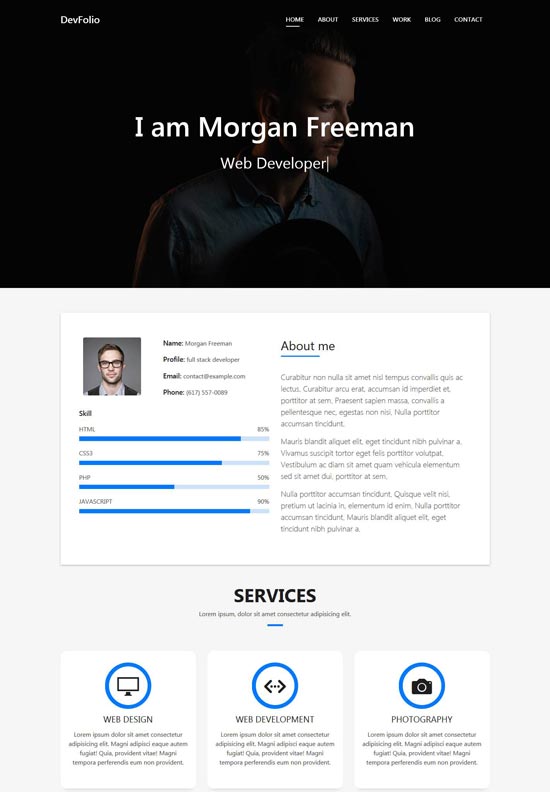 DevFolio
HOME ABOUT SERVICES WORK BLOG CONTACT
I am Morgan Freeman
Web Developer|
Name: Morgan Freeman
Profile: full stack developer
Email: contact@example.com
Phone: (617) 557-0089
Skill
HTML 85%
CSS3 75%
PHP 50%
JAVASCRIPT 90%
About me
Curabitur non nulla sit amet nisl tempus convallis quis ac
lectus. Curabitur arcu erat, accumsan id imperdiet et,
porttitor at sem. Praesent sapien massa, convallis a
pellentesque nec, egestas non nisi. Nulla porttitor
accumsan tincidunt.
Mauris blandit aliquet elit, eget tincidunt nibh pulvinar a.
Vivamus suscipit tortor eget felis porttitor volutpat.
Vestibulum ac diam sit amet quam vehicula elementum
sed sit amet dui. porttitor at sem.
Nulla porttitor accumsan tincidunt. Quisque velit nisi,
pretium ut lacinia in, elementum id enim. Nulla porttitor
accumsan tincidunt. Mauris blandit aliquet elit, eget
tincidunt nibh pulvinar a.
SERVICES
Lorem ipsum, dolor sit amet consectetur adipisicing elit.
WEB DESIGN
Lorem ipsum dolor sit amet consectetur
adipisicing elit. Magni adipisci eaque autem
fugiat! Quia, provident vitae! Magni
tempora perferendis eum non provident.
WEB DEVELOPMENT
Lorem ipsum dolor sit amet consectetur
adipisicing elit. Magni adipisci eaque autem
fugiat! Quia, provident vitae! Magni
tempora perferendis eum non provident.
PHOTOGRAPHY
Lorem ipsum dolor sit amet consectetur
adipisicing elit. Magni adipisci eaque autem
fugiat! Quia, provident vitae! Magni
tempora perferendis eum non provident.